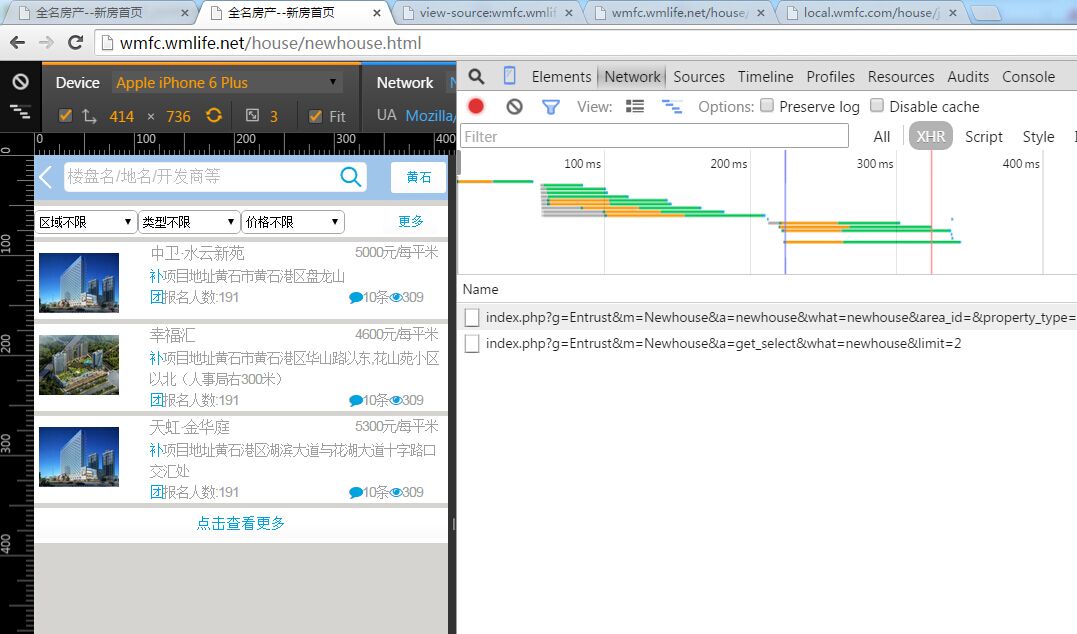 全名房产--新房首页 × 全名房产--新房首页 × view-source:wmfc.wmlif × wmfc.wmlife.net/house/ × local.wmfc.com/house/j ×
wmfc.wmlife.net/house/newhouse.html
Device Apple iPhone 6 Plus ▼ Network
414 × 736 3 Fit UA Mozilla/
0 100 200 300 400
0 100 200 300 400
楼盘名/地名/开发商等 黄石
区域不限 ▼ 类型不限 ▼ 价格不限 ▼ 更多
中卫·水云新苑 5000元/每平米
补项目地址黄石市黄石港区盘龙山
团报名人数:191 10条309
幸福汇 4600元/每平米
补项目地址黄石市黄石港区华山路以东,花山苑小区
以北（人事局右300米）
团报名人数:191 10条309
天虹·金华庭 5300元/每平米
补项目地址黄石港区湖滨大道与花湖大道十字路口
交汇处
团报名人数:191 10条309
点击查看更多
Elements Network Sources Timeline Profiles Resources Audits Console
View: Options: Preserve log Disable cache
Filter All XHR Script Style
100 ms 200 ms 300 ms 400 ms
Name
index.php?g=Entrust&m=Newhouse&a=newhouse&what=newhouse&area_id=&property_type=
index.php?g=Entrust&m=Newhouse&a=get_select&what=newhouse&limit=2